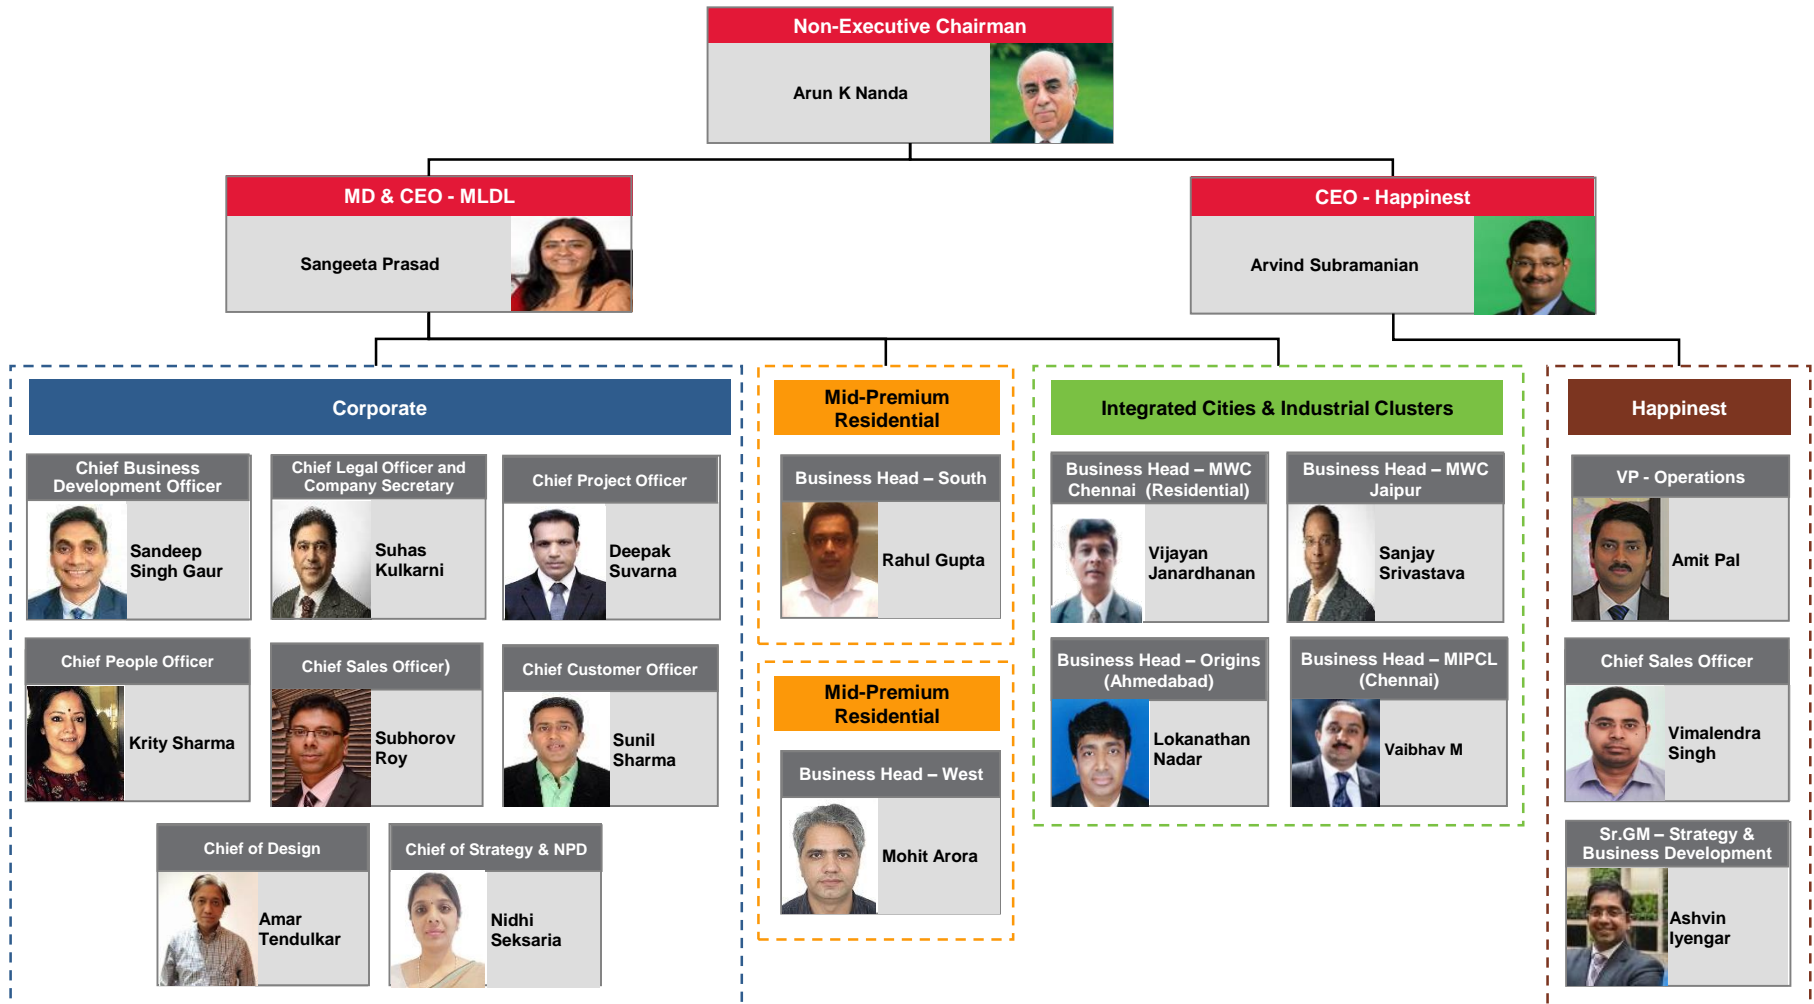 Non-Executive Chairman
Arun K Nanda
MD & CEO - MLDL
Sangeeta Prasad
CEO - Happinest
Arvind Subramanian
Corporate
Chief Business
Development Officer
Sandeep
Singh Gaur
Chief Legal Officer and
Company Secretary
Suhas
Kulkarni
Chief Project Officer
Deepak
Suvarna
Chief People Officer
Krity Sharma
Chief Sales Officer)
Subhorov
Roy
Chief Customer Officer
Sunil
Sharma
Chief of Design
Amar
Tendulkar
Chief of Strategy & NPD
Nidhi
Seksaria
Mid-Premium
Residential
Business Head – South
Rahul Gupta
Mid-Premium
Residential
Business Head – West
Mohit Arora
Integrated Cities & Industrial Clusters
Business Head – MWC
Chennai (Residential)
Vijayan
Janardhanan
Business Head – MWC
Jaipur
Sanjay
Srivastava
Business Head – Origins
(Ahmedabad)
Lokanathan
Nadar
Business Head – MIPCL
(Chennai)
Vaibhav M
Happinest
VP - Operations
Amit Pal
Chief Sales Officer
Vimalendra
Singh
Sr.GM – Strategy &
Business Development
Ashvin
Iyengar